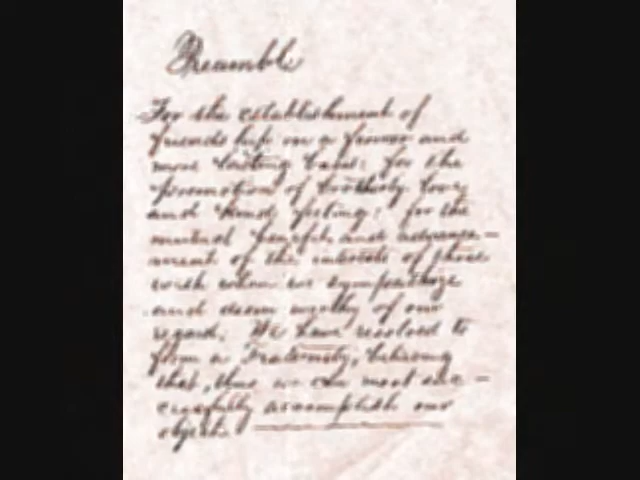 Preamble
For the establishment of
friendship on a firmer and
more lasting basis: for the
promotion of brotherly love
and kind feeling; for the
mutual benefit and advance-
ment of the interests of those
with whom we sympathize
and deem worthy of our
regard; We have resolved to
form a Fraternity, believing
that, thus we can most suc-
cessfully accomplish our
object.